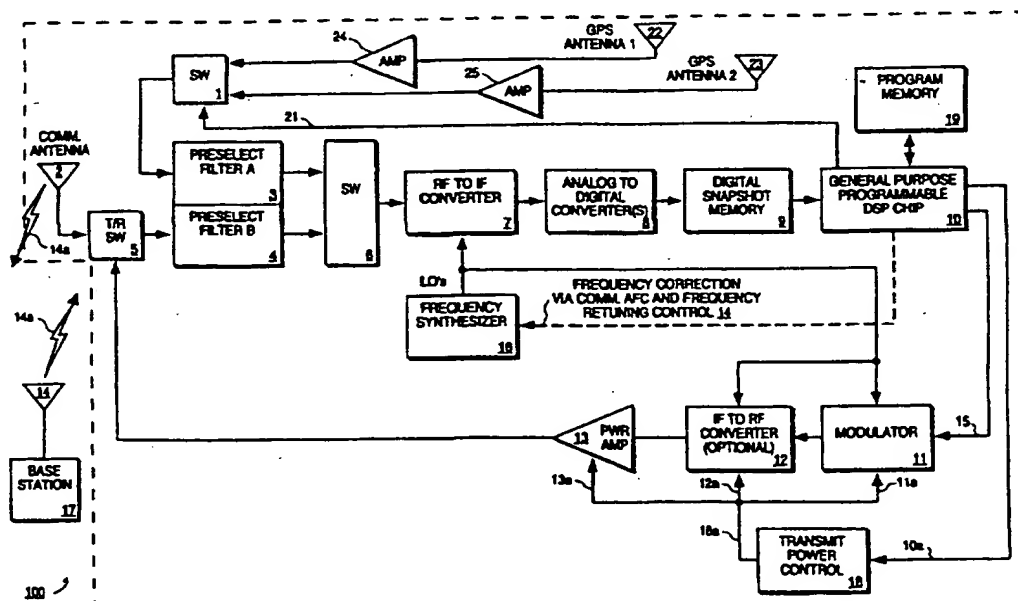 24
AMP
GPS
ANTENNA 1
22
25
AMP
GPS
ANTENNA 2
23
SW
1
21
PROGRAM
MEMORY
19
COMM.
ANTENNA
2
14a
T/R
SW
5
PRESELECT
FILTER A
3
PRESELECT
FILTER B
4
SW
6
RF TO IF
CONVERTER
7
ANALOG TO
DIGITAL
CONVERTER(S)
8
DIGITAL
SNAPSHOT
MEMORY
9
GENERAL PURPOSE
PROGRAMMABLE
DSP CHIP
10
LO's
FREQUENCY
SYNTHESIZER
16
FREQUENCY CORRECTION
VIA COMM. AFC AND FREQUENCY
RETUNING CONTROL 14
14a
14
BASE
STATION
17
13
PWR
AMP
IF TO RF
CONVERTER
(OPTIONAL)
12
MODULATOR
11
15
13a
12a
11a
18a
TRANSMIT
POWER
CONTROL
18
10a
100